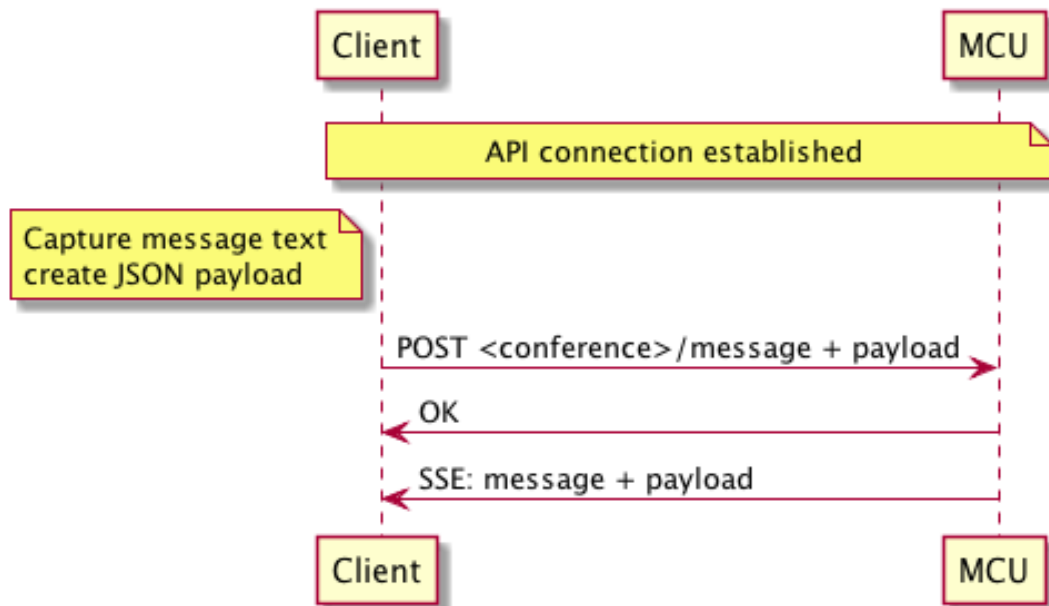 Client
MCU
API connection established
Capture message text
create JSON payload
POST <conference>/message + payload
OK
SSE: message + payload
Client
MCU